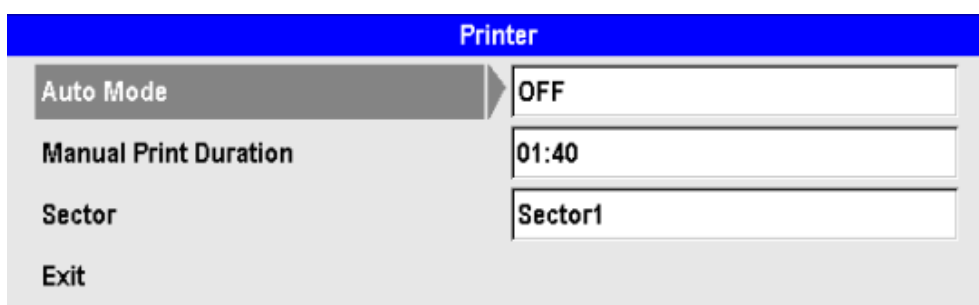 Printer
Auto Mode OFF
Manual Print Duration 01:40
Sector Sector1
Exit